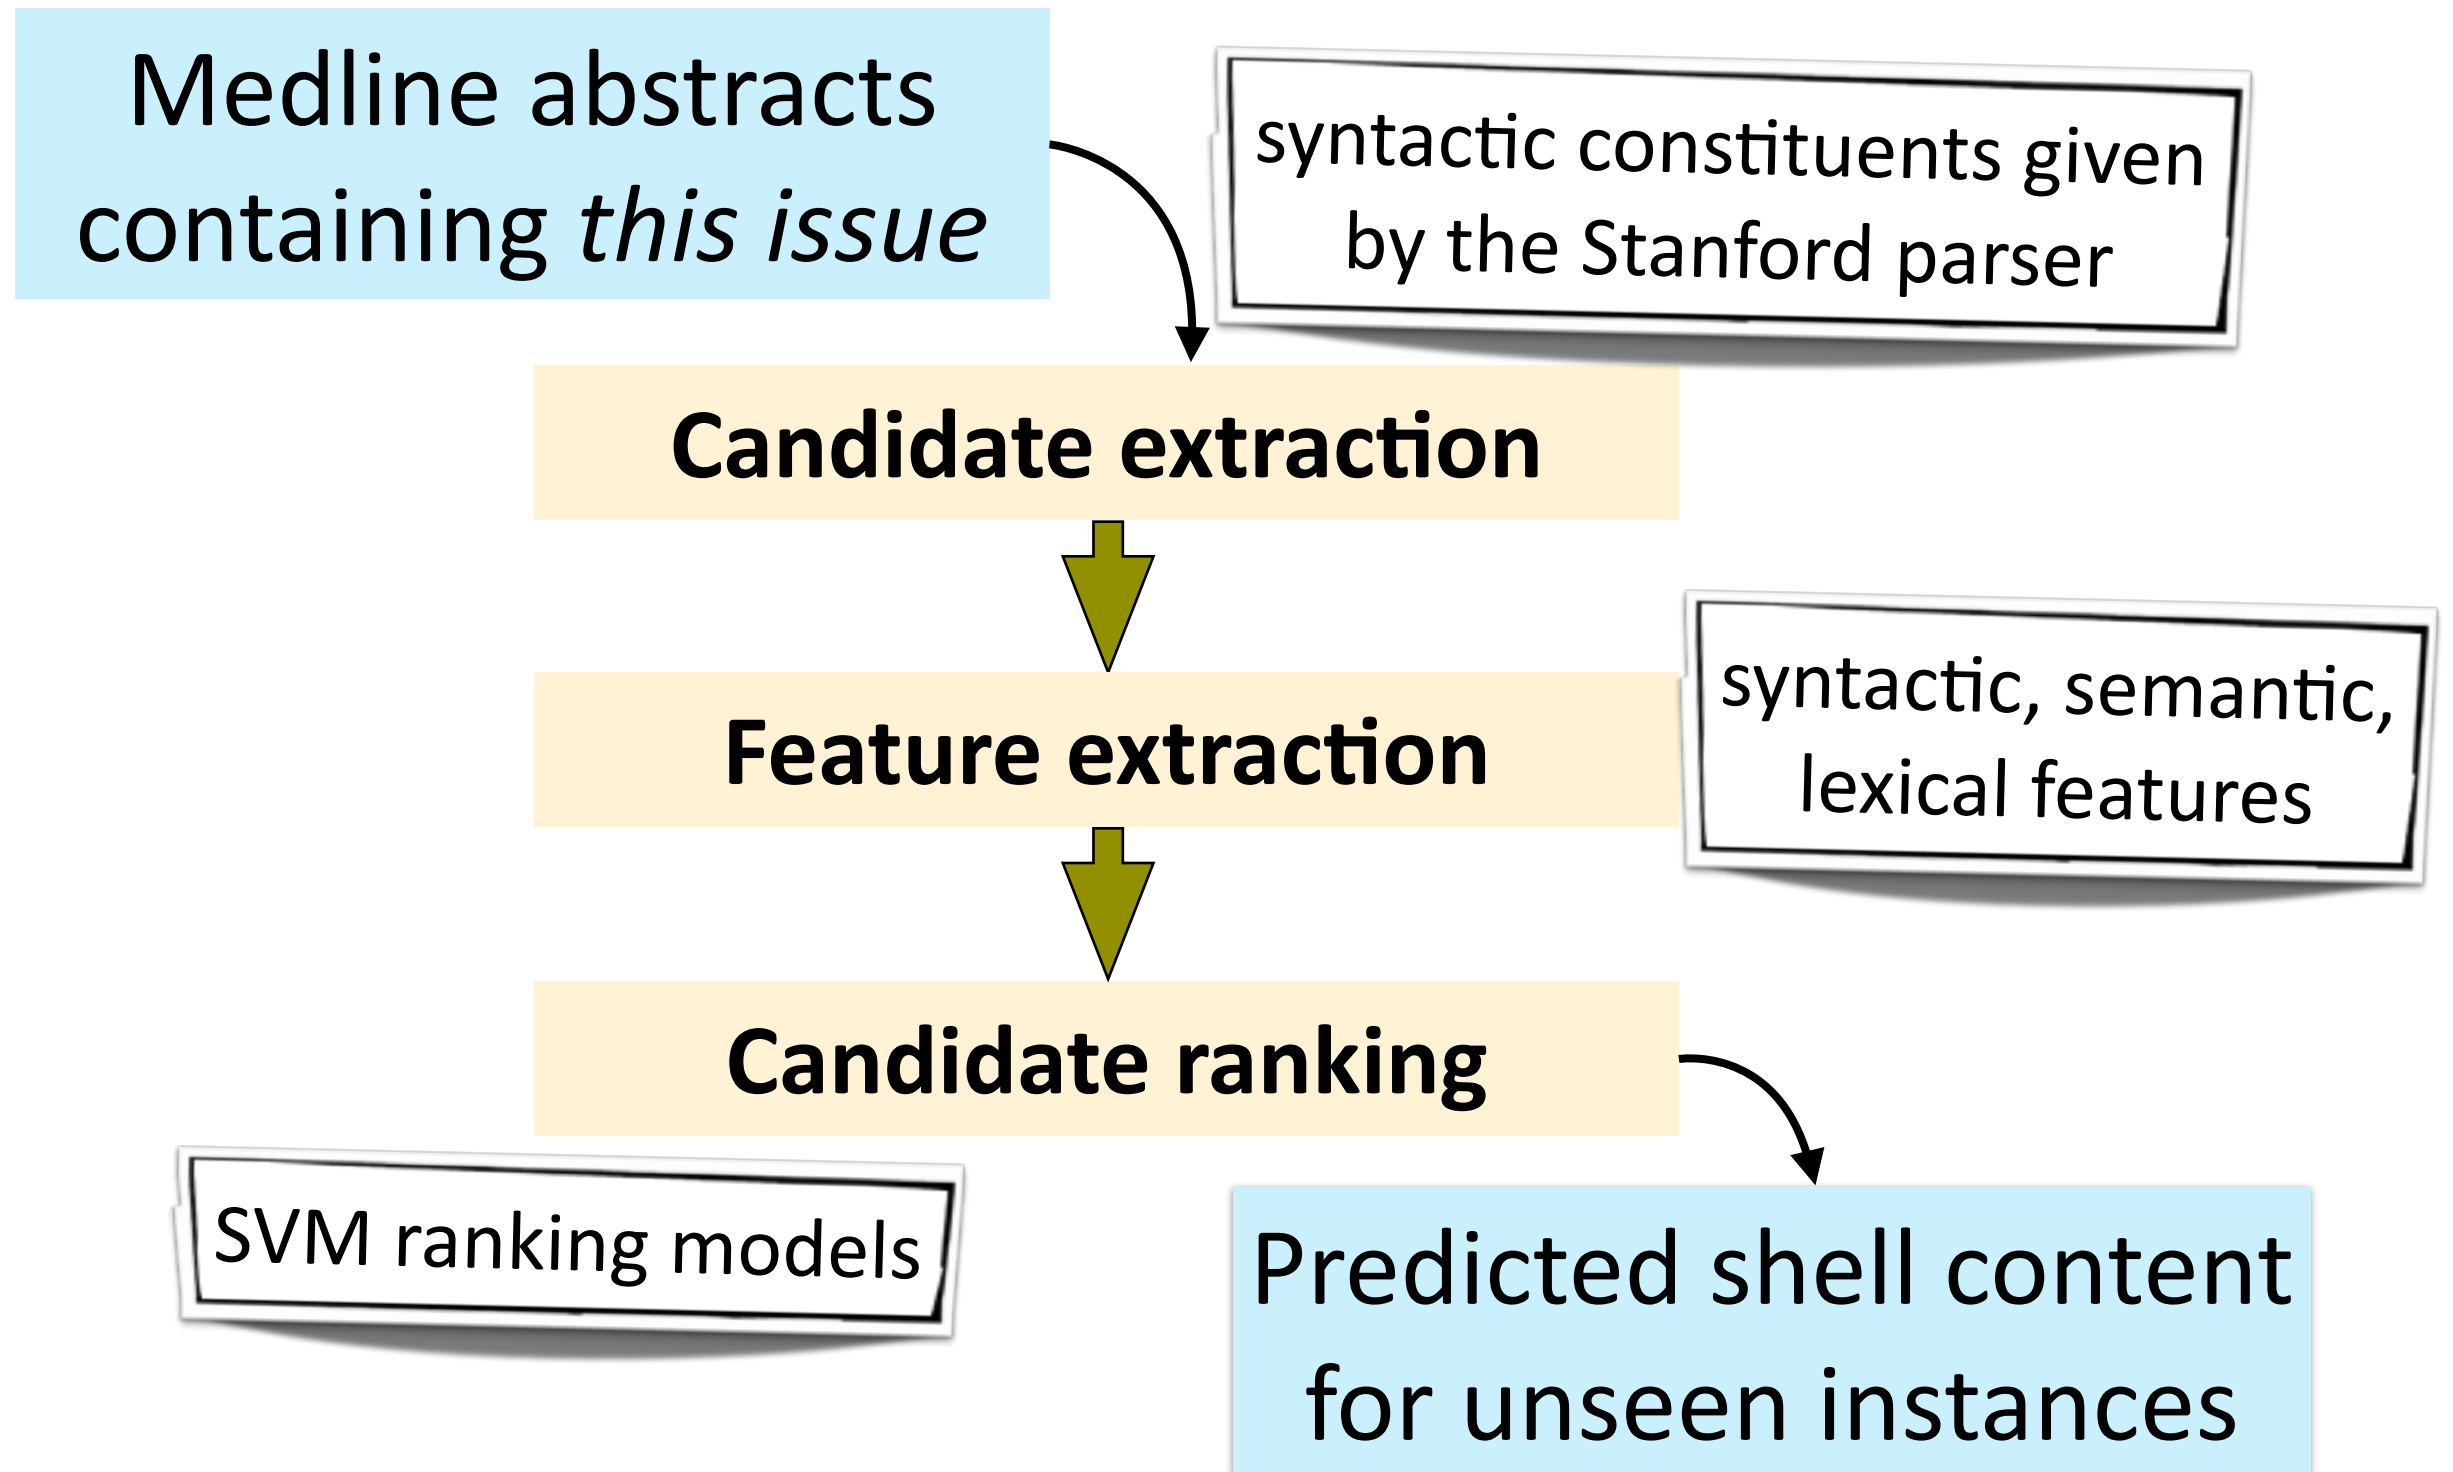 Medline abstracts
containing this issue
syntactic constituents given
by the Stanford parser
Candidate extraction
Feature extraction
syntactic, semantic,
lexical features
Candidate ranking
SVM ranking models
Predicted shell content
for unseen instances